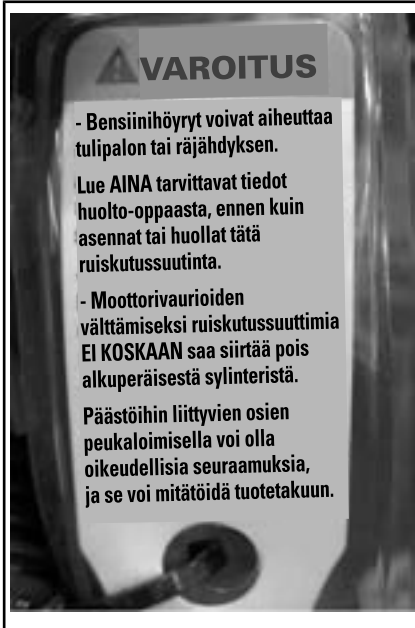 VAROITUS
- Bensiinihöyryt voivat aiheuttaa
tulipalon tai räjähdyksen.
Lue AINA tarvittavat tiedot
huolto-oppaasta, ennen kuin
asennat tai huollat tätä
ruiskutussuutinta.
- Moottorivaurioiden
välttämiseksi ruiskutussuuttimia
EI KOSKAAN saa siirtää pois
alkuperäisestä sylinteristä.
Päästöihin liittyvien osien
peukaloimisella voi olla
oikeudellisia seuraamuksia,
ja se voi mitätöidä tuotetakuun.